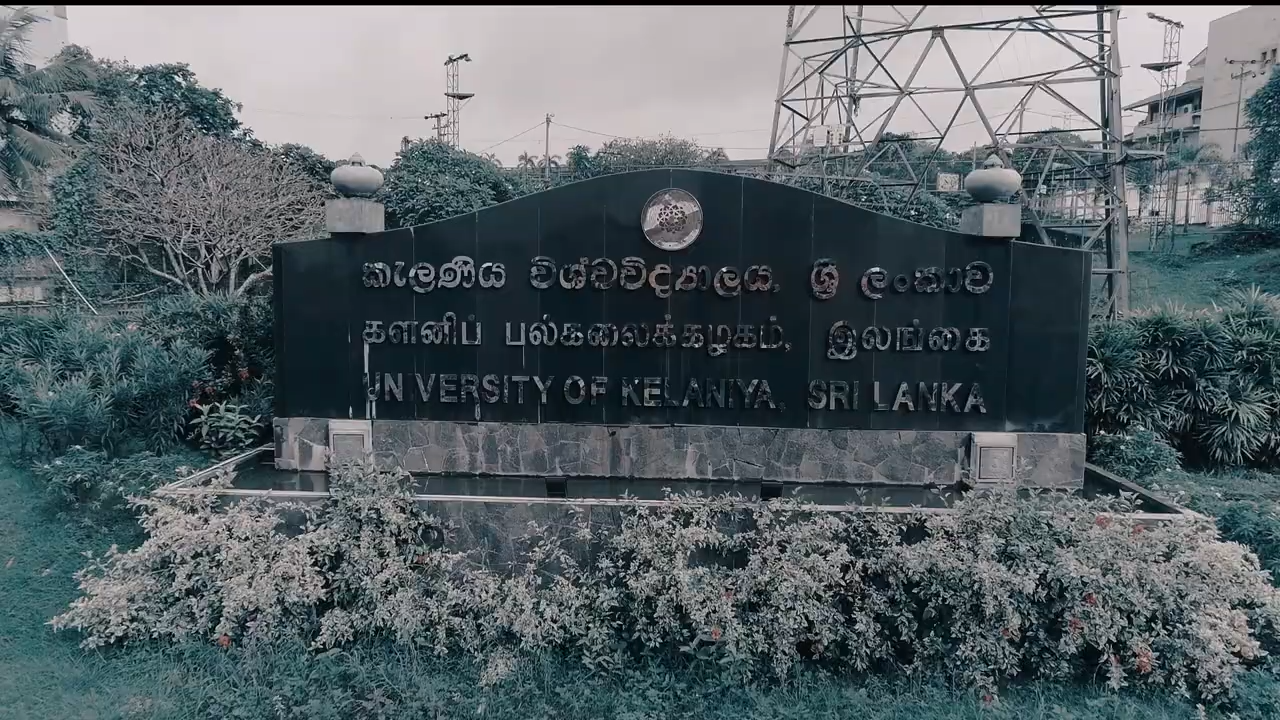 කැලණිය විශ්වවිද්‍යාලය, ශ්‍රී ලංකාව
களனிப் பல்கலைக்கழகம், இலங்கை
UNIVERSITY OF KELANIYA, SRI LANKA